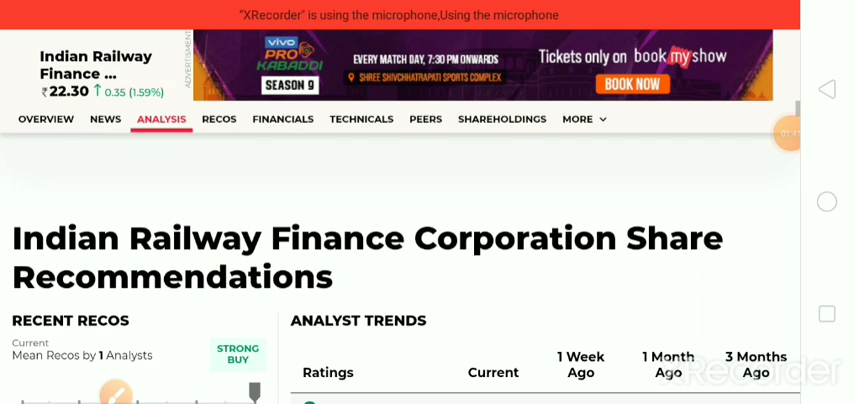 "XRecorder" is using the microphone,Using the microphone
Indian Railway
Finance ...
₹22.30 ↑ 0.35 (1.59%)
ADVERTISMENT
vivo
PRO
KABADDI
SEASON 9
EVERY MATCH DAY, 7:30 PM ONWARDS
SHREE SHIVCHHATRAPATI SPORTS COMPLEX
Tickets only on bookmyshow
BOOK NOW
OVERVIEW NEWS ANALYSIS RECOS FINANCIALS TECHNICALS PEERS SHAREHOLDINGS MORE
01:41
Indian Railway Finance Corporation Share
Recommendations
RECENT RECOS
Current
Mean Recos by 1 Analysts
STRONG
BUY
ANALYST TRENDS
Ratings Current 1 Week Ago 1 Month Ago 3 Months Ago
XRecorder